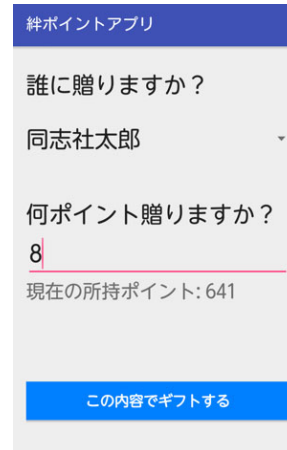 絆ポイントアプリ
誰に贈りますか？
同志社太郎
何ポイント贈りますか？
8
現在の所持ポイント: 641
この内容でギフトする